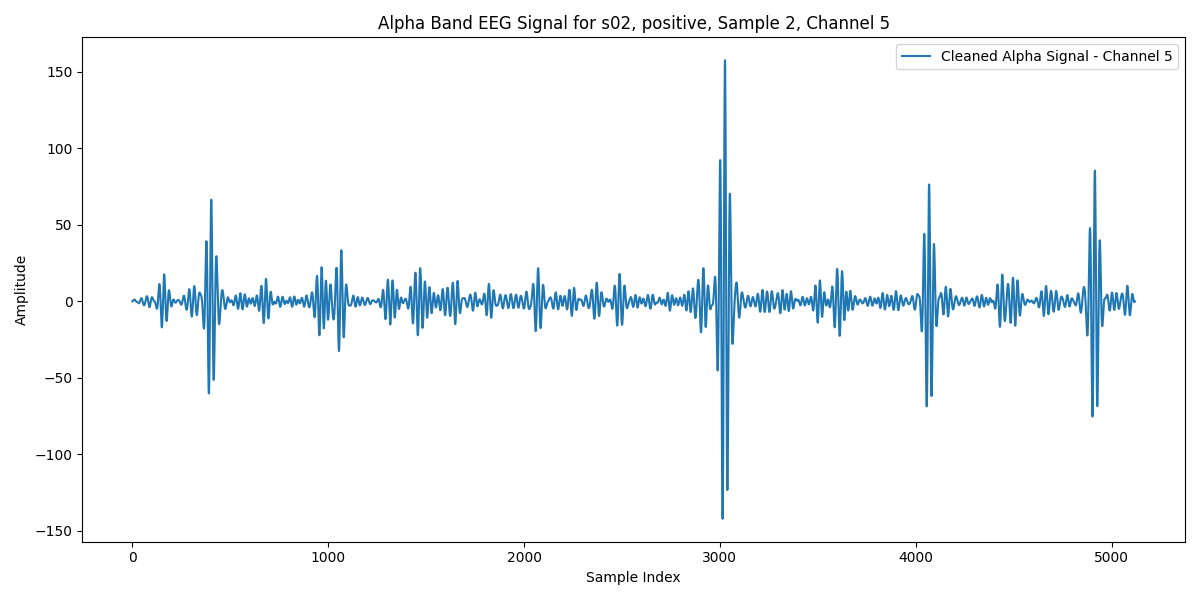 Alpha Band EEG Signal for s02, positive, Sample 2, Channel 5
Cleaned Alpha Signal - Channel 5
150
100
50
0
−50
−100
−150
Amplitude
0 1000 2000 3000 4000 5000
Sample Index